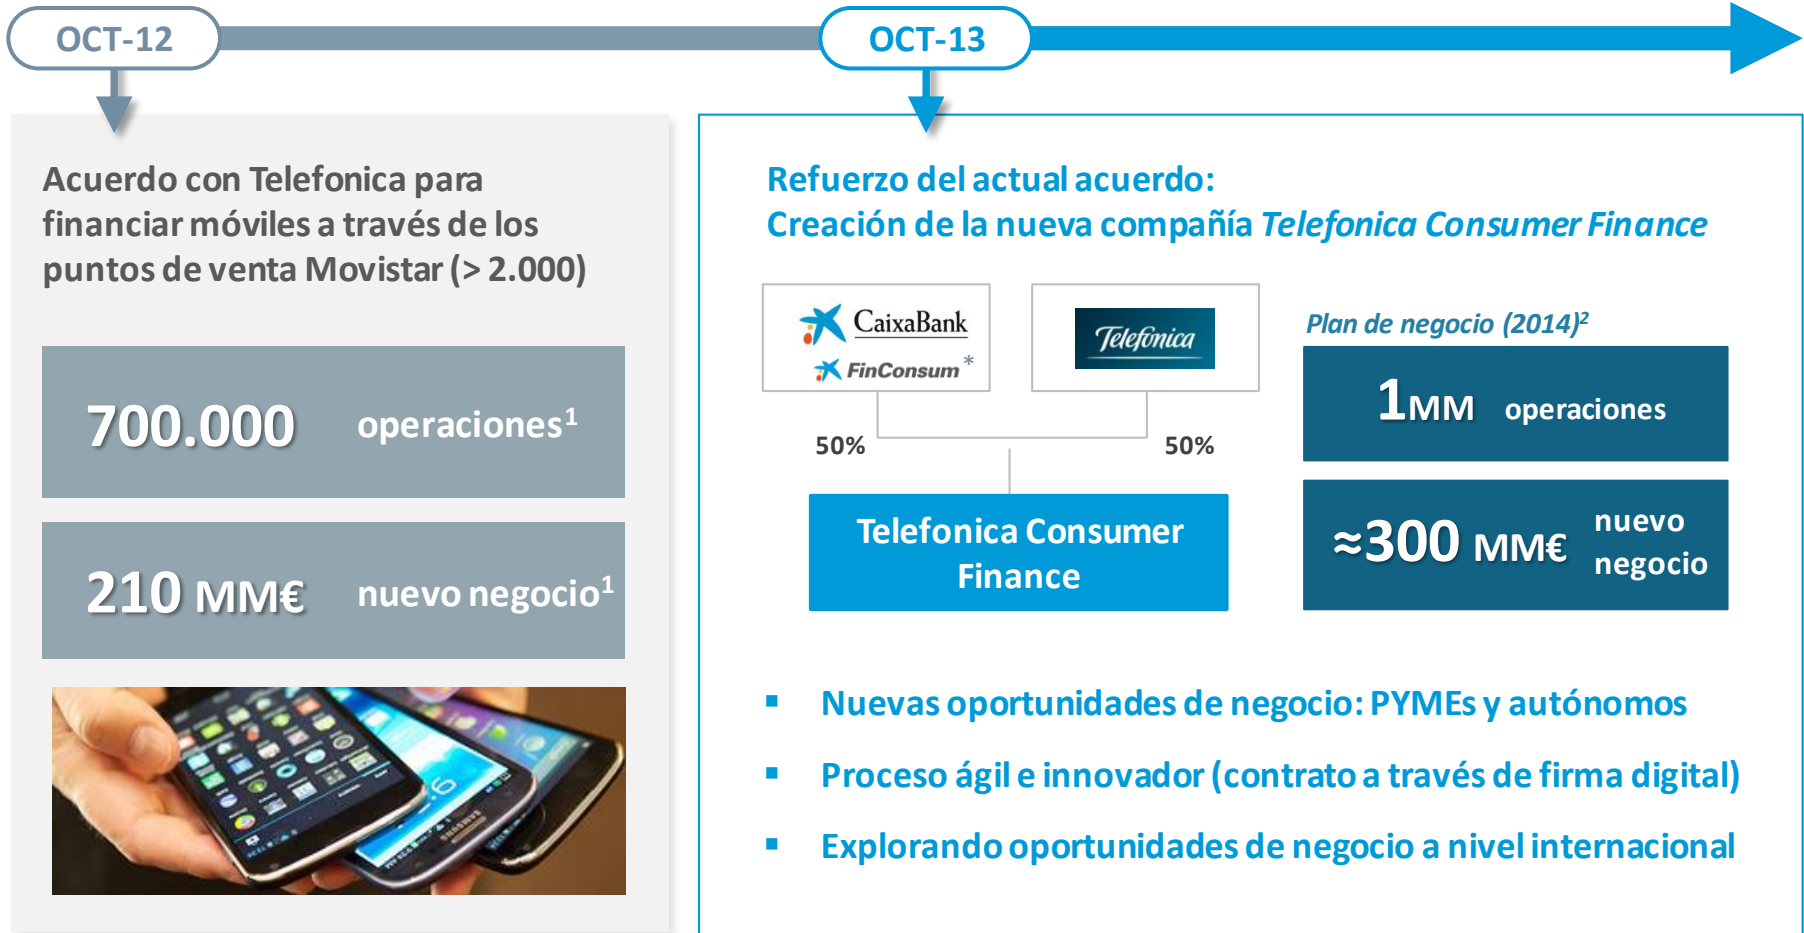 OCT-12
OCT-13
Acuerdo con Telefonica para
financiar móviles a través de los
puntos de venta Movistar (> 2.000)
700.000 operaciones¹
210 MM€ nuevo negocio¹
Refuerzo del actual acuerdo:
Creación de la nueva compañía Telefonica Consumer Finance
CaixaBank
FinConsum*
Telefonica
50%
50%
Telefonica Consumer
Finance
Plan de negocio (2014)²
1MM operaciones
≈300 MM€ nuevo
negocio
▪ Nuevas oportunidades de negocio: PYMEs y autónomos
▪ Proceso ágil e innovador (contrato a través de firma digital)
▪ Explorando oportunidades de negocio a nivel internacional
SAMSUNG